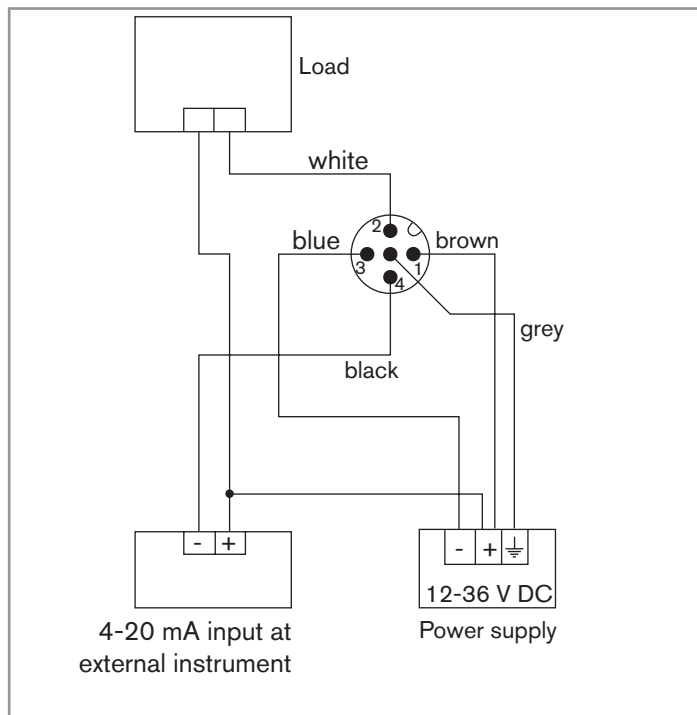 Load
white
2
blue
brown
3
1
4
grey
black
- +
- +
12-36 V DC
4-20 mA input at
external instrument
Power supply